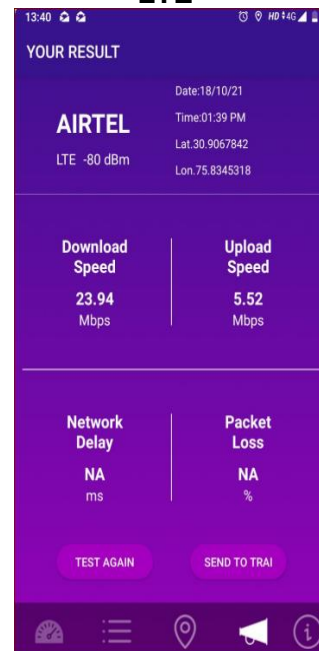 13:40 HD 4G
YOUR RESULT
AIRTEL
LTE -80 dBm
Date:18/10/21
Time:01:39 PM
Lat.30.9067842
Lon.75.8345318
Download
Speed
23.94
Mbps
Upload
Speed
5.52
Mbps
Network
Delay
NA
ms
Packet
Loss
NA
%
TEST AGAIN
SEND TO TRAI